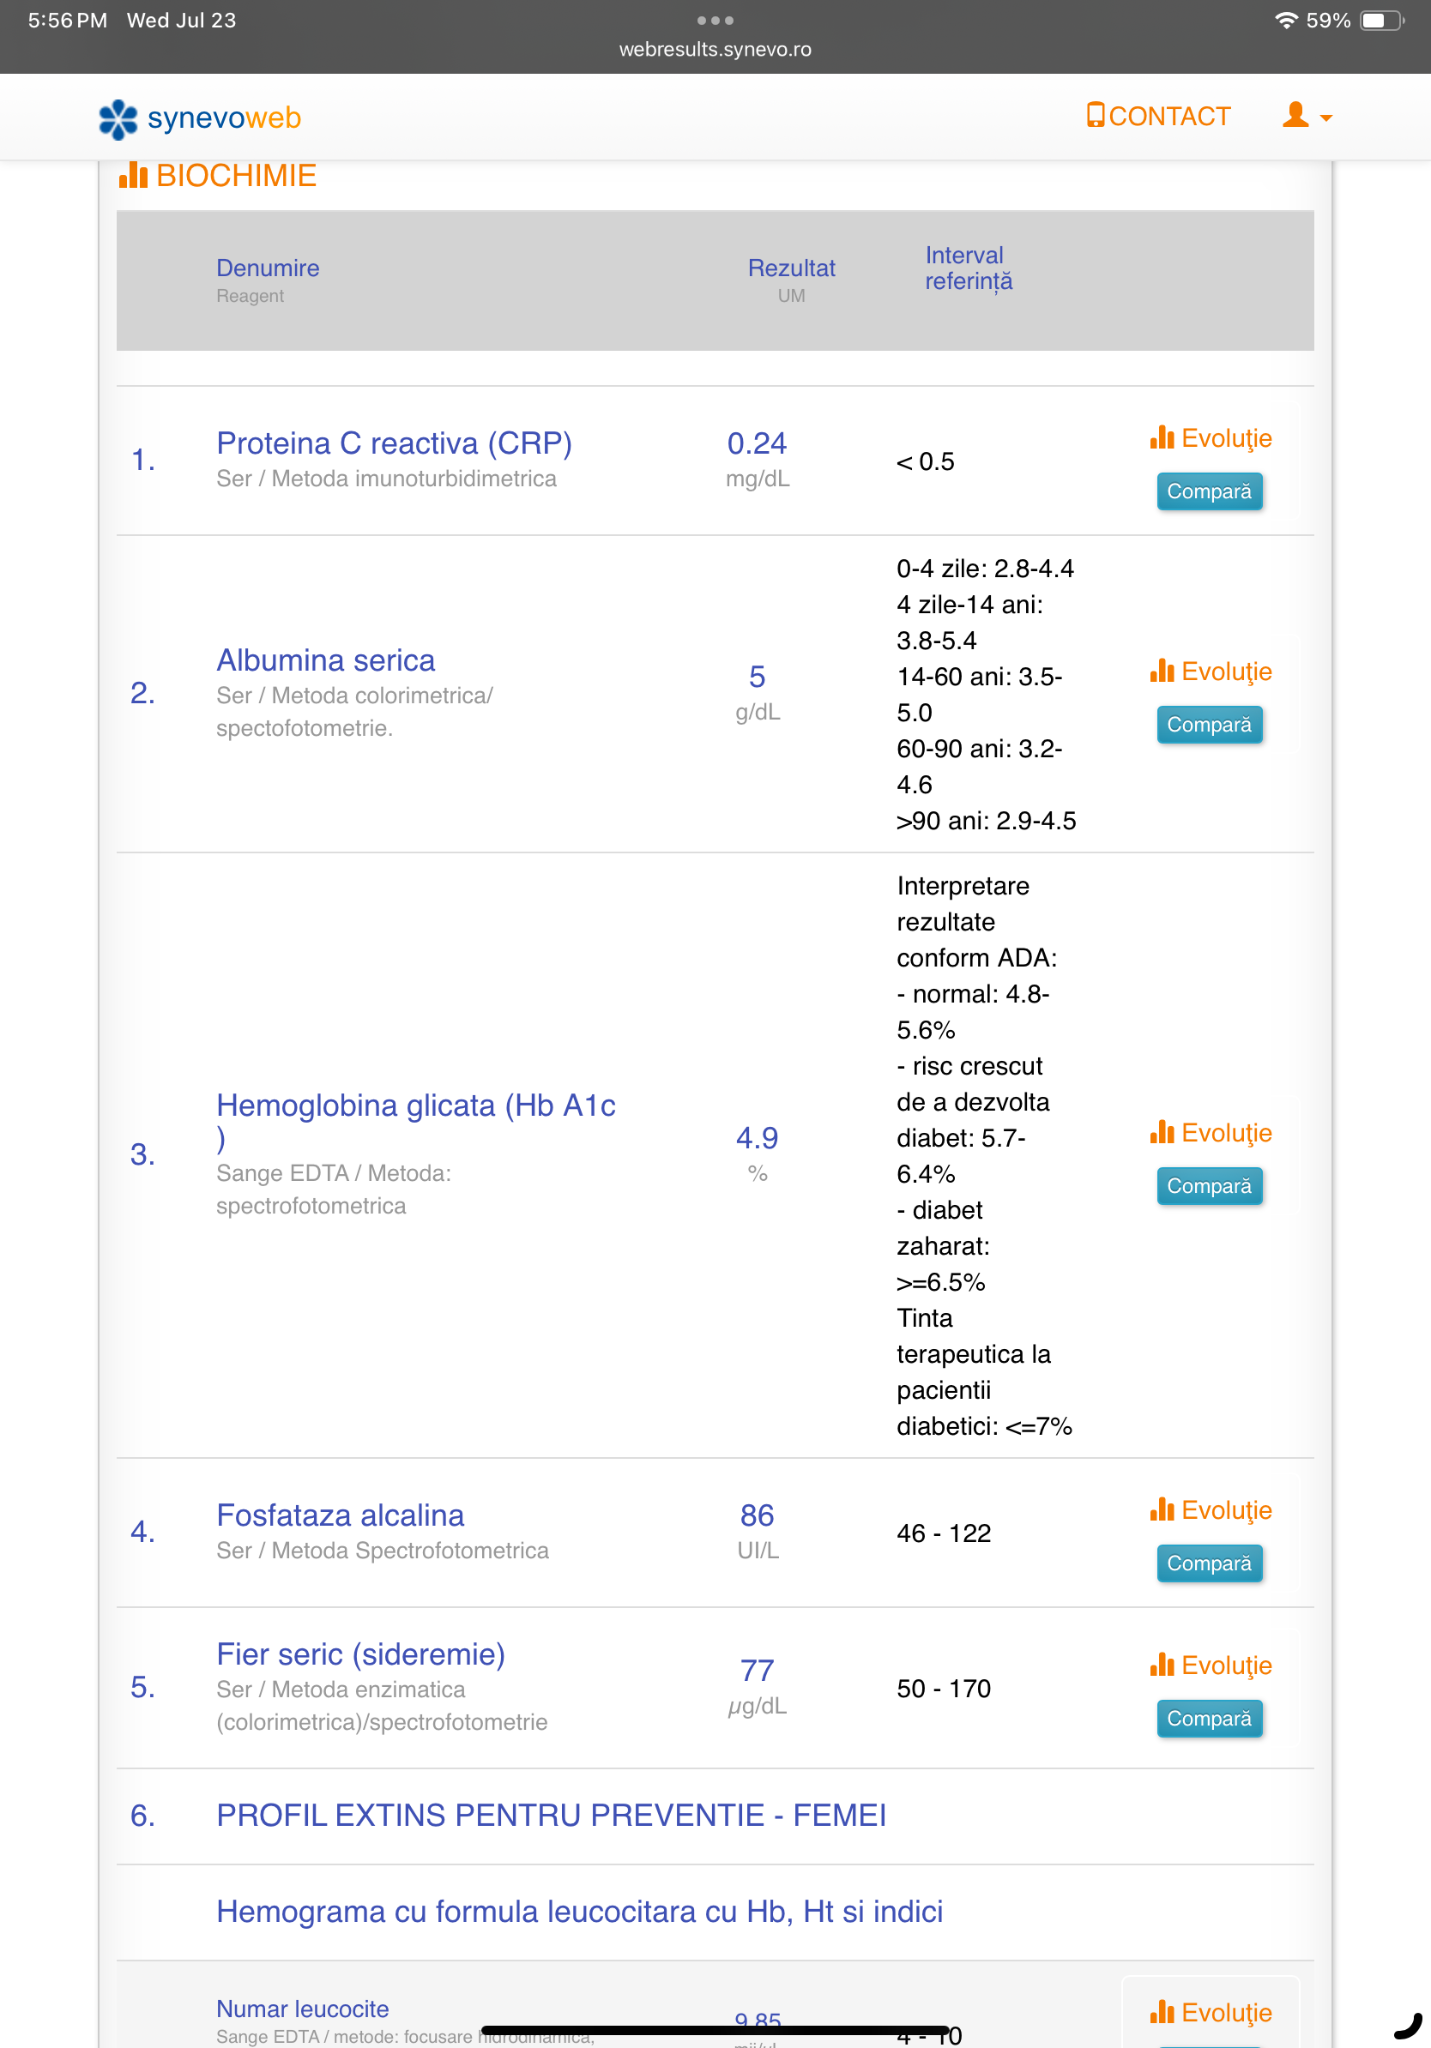 5:56 PM Wed Jul 23
59%
webresults.synevo.ro
synevoweb
CONTACT
BIOCHIMIE
Denumire
Reagent
Rezultat
UM
Interval
referință
1.
Proteina C reactiva (CRP)
Ser / Metoda imunoturbidimetrica
0.24
mg/dL
< 0.5
Evoluţie
Compară
2.
Albumina serica
Ser / Metoda colorimetrica/
spectofotometrie.
5
g/dL
0-4 zile: 2.8-4.4
4 zile-14 ani:
3.8-5.4
14-60 ani: 3.5-
5.0
60-90 ani: 3.2-
4.6
>90 ani: 2.9-4.5
Evoluţie
Compară
3.
Hemoglobina glicata (Hb A1c
)
Sange EDTA / Metoda:
spectrofotometrica
4.9
%
Interpretare
rezultate
conform ADA:
- normal: 4.8-
5.6%
- risc crescut
de a dezvolta
diabet: 5.7-
6.4%
- diabet
zaharat:
>=6.5%
Tinta
terapeutica la
pacientii
diabetici: <=7%
Evoluţie
Compară
4.
Fosfataza alcalina
Ser / Metoda Spectrofotometrica
86
UI/L
46 - 122
Evoluţie
Compară
5.
Fier seric (sideremie)
Ser / Metoda enzimatica
(colorimetrica)/spectrofotometrie
77
µg/dL
50 - 170
Evoluţie
Compară
6.
PROFIL EXTINS PENTRU PREVENTIE - FEMEI
Hemograma cu formula leucocitara cu Hb, Ht si indici
Numar leucocite
Sange EDTA / metode: focusare hidrodinamica,
9.85
4 - 10
Evoluţie